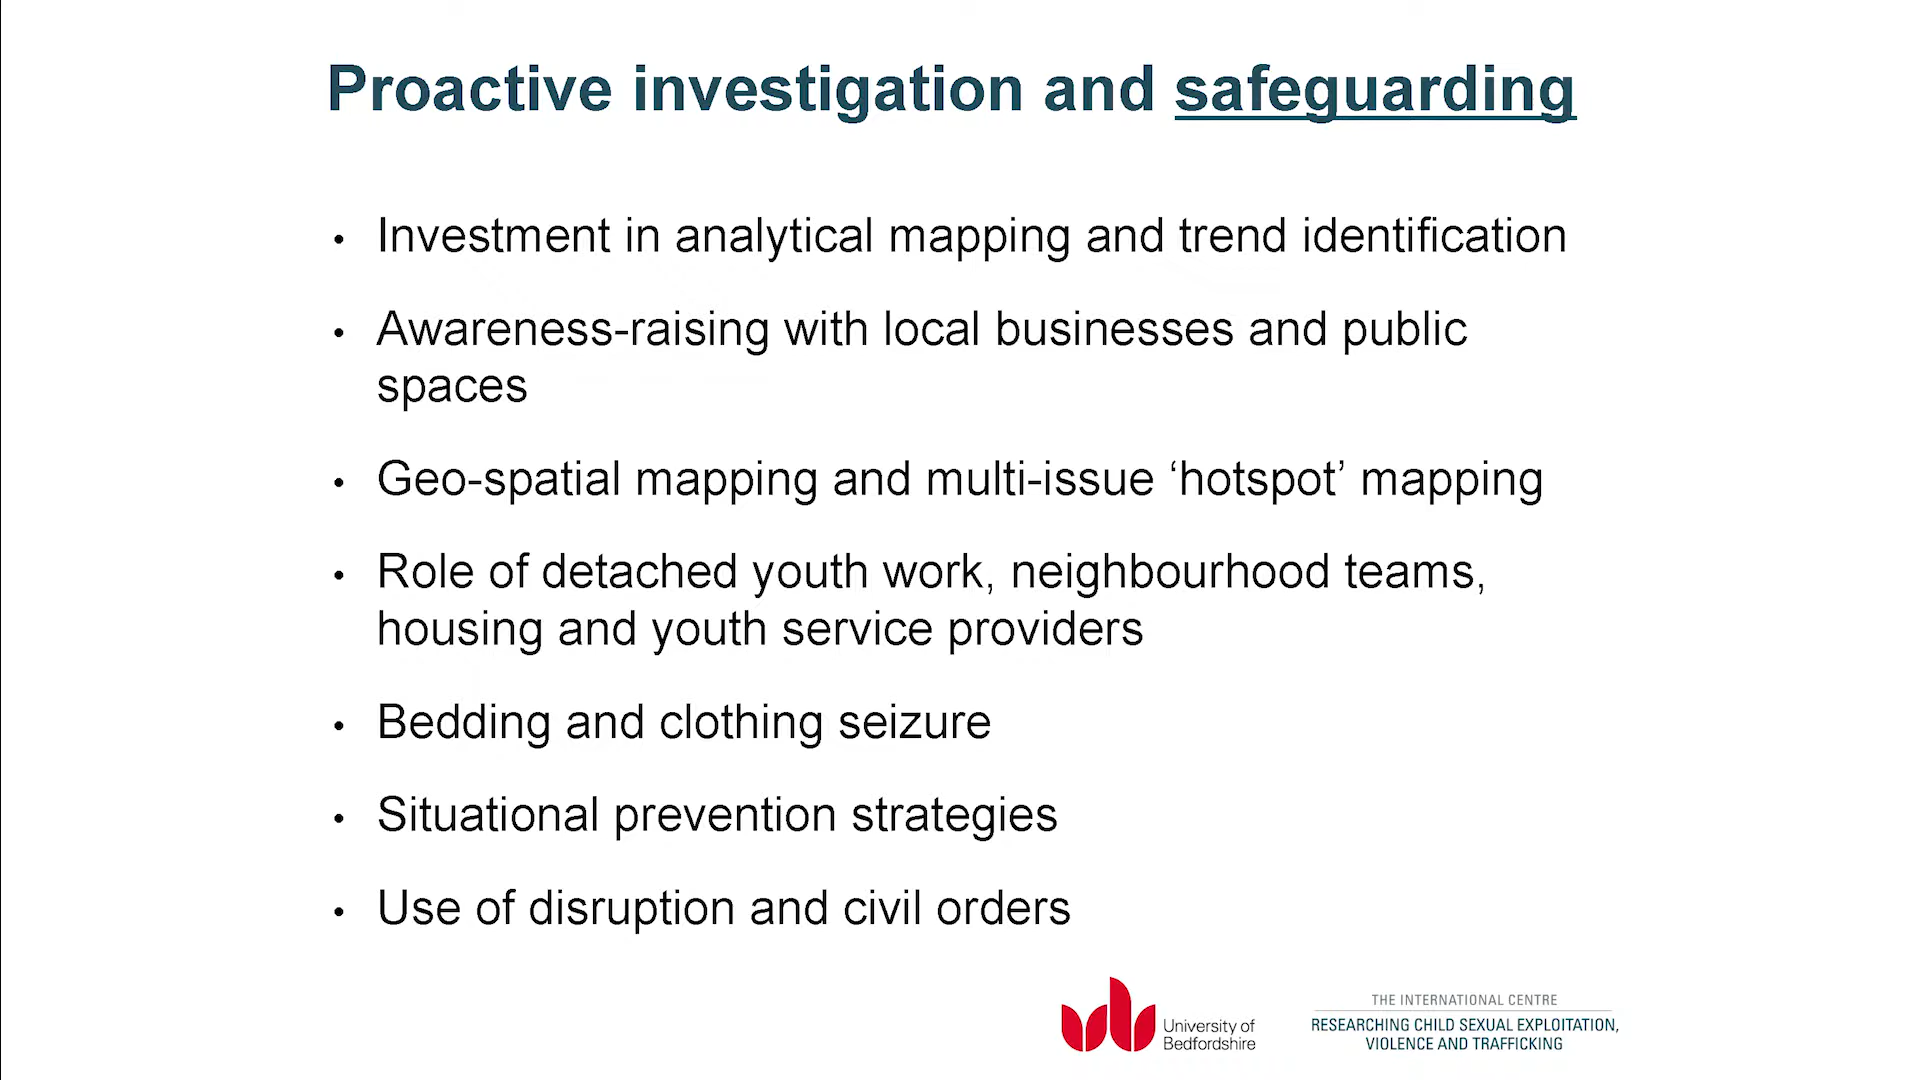 Proactive investigation and safeguarding
• Investment in analytical mapping and trend identification
• Awareness-raising with local businesses and public
spaces
• Geo-spatial mapping and multi-issue ‘hotspot’ mapping
• Role of detached youth work, neighbourhood teams,
housing and youth service providers
• Bedding and clothing seizure
• Situational prevention strategies
• Use of disruption and civil orders
University of
Bedfordshire
THE INTERNATIONAL CENTRE
RESEARCHING CHILD SEXUAL EXPLOITATION,
VIOLENCE AND TRAFFICKING